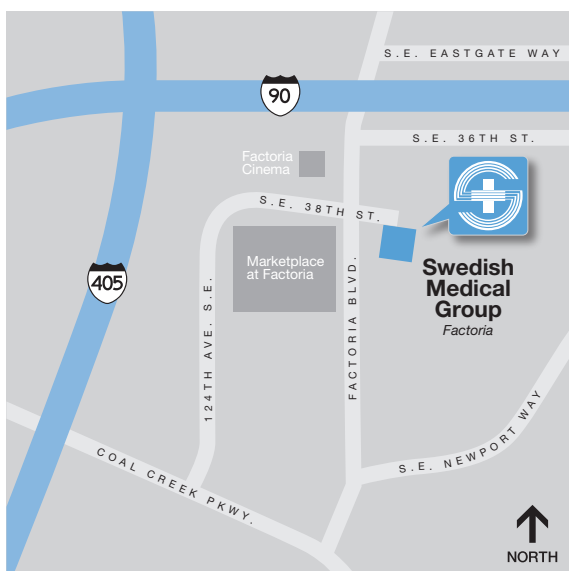 S.E. EASTGATE WAY
90
S.E. 36TH ST.
Factoria
Cinema
S.E. 38TH ST.
Marketplace
at Factoria
Swedish
Medical
Group
Factoria
405
124TH AVE. S.E.
FACTORIA BLVD.
S.E. NEWPORT WAY
COAL CREEK PKWY.
NORTH